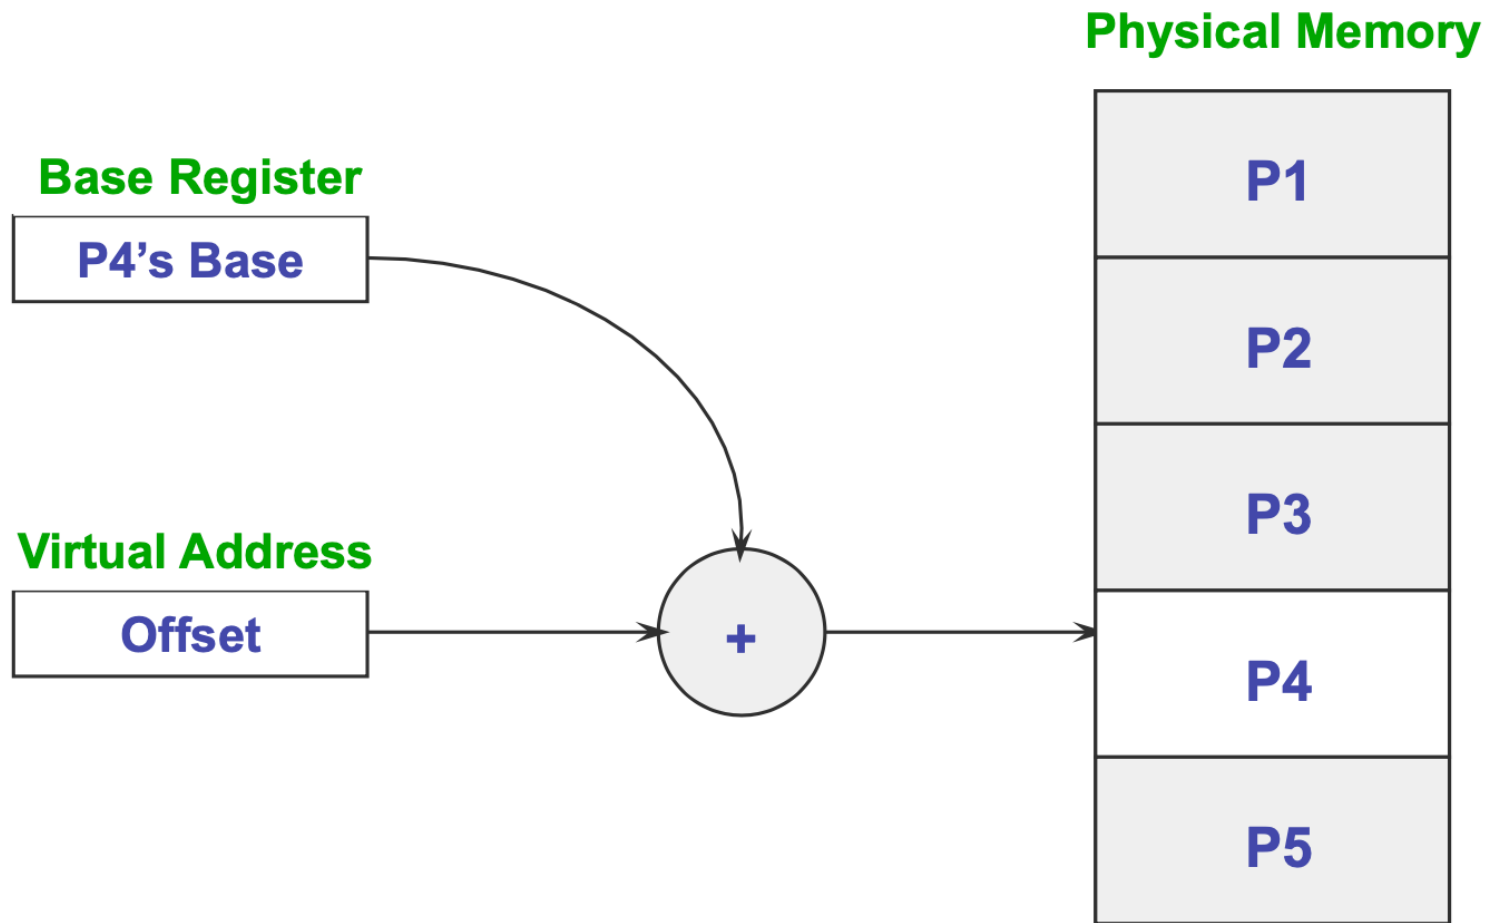 Physical Memory
Base Register
P4’s Base
Virtual Address
Offset
+
P1
P2
P3
P4
P5